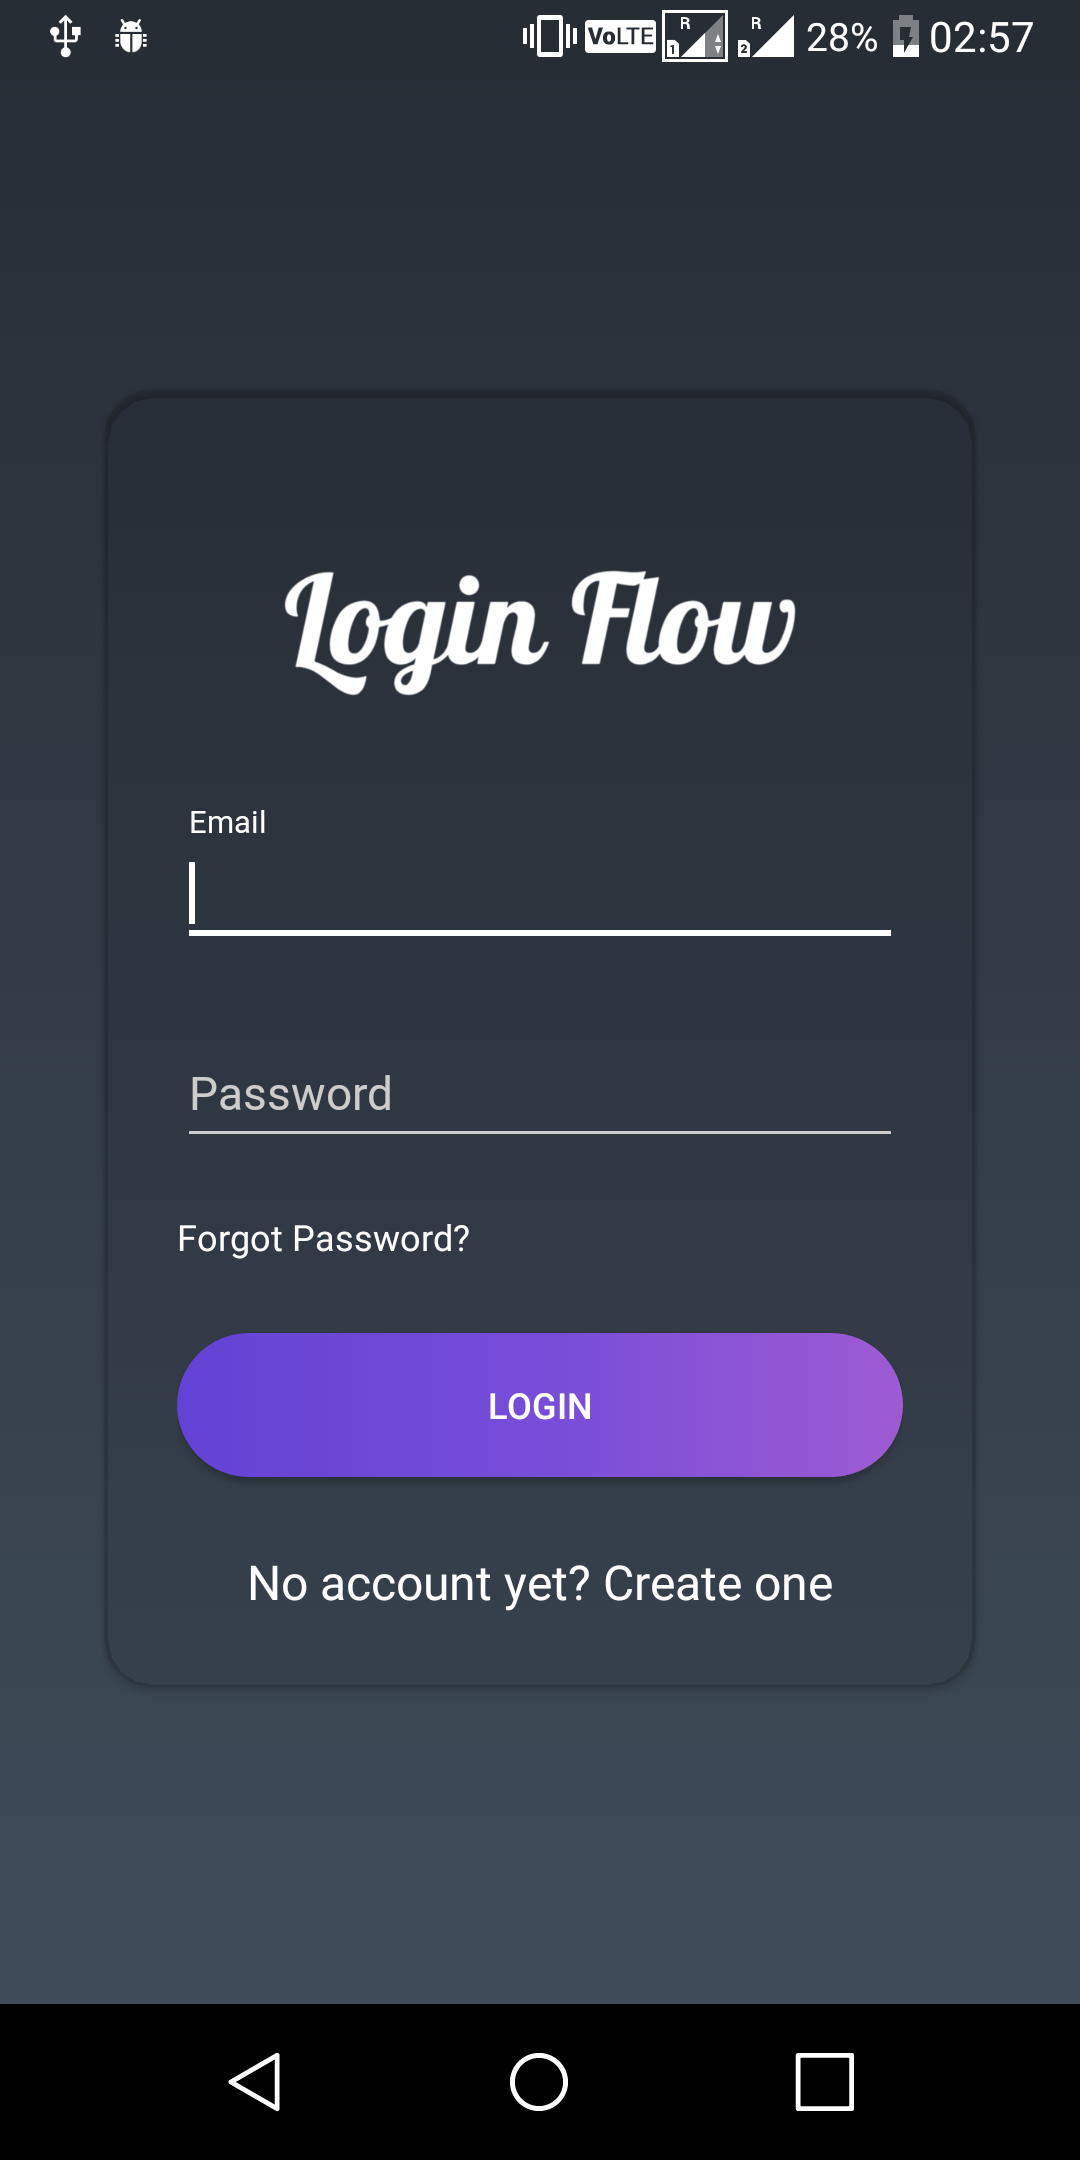 VoLTE R 1 R 2 28% 02:57
Login Flow
Email
Password
Forgot Password?
LOGIN
No account yet? Create one